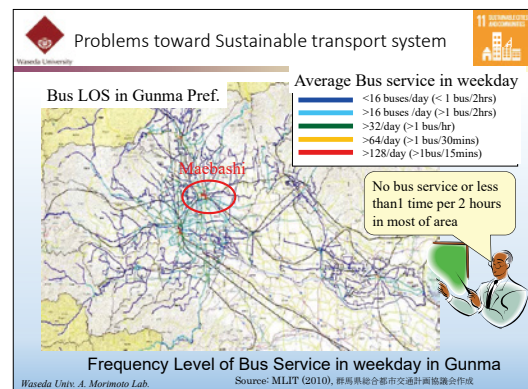 Waseda University
Problems toward Sustainable transport system
11 SUSTAINABLE CITIES
AND COMMUNITIES
Bus LOS in Gunma Pref.
Average Bus service in weekday
<16 buses/day (< 1 bus/2hrs)
>16 buses /day (>1 bus/2hrs)
>32/day (>1 bus/hr)
>64/day (>1 bus/30mins)
>128/day (>1bus/15mins)
Maebashi
No bus service or less
than1 time per 2 hours
in most of area
Frequency Level of Bus Service in weekday in Gunma
Waseda Univ. A. Morimoto Lab.
Source: MLIT (2010), 群馬県総合都市交通計画協議会作成